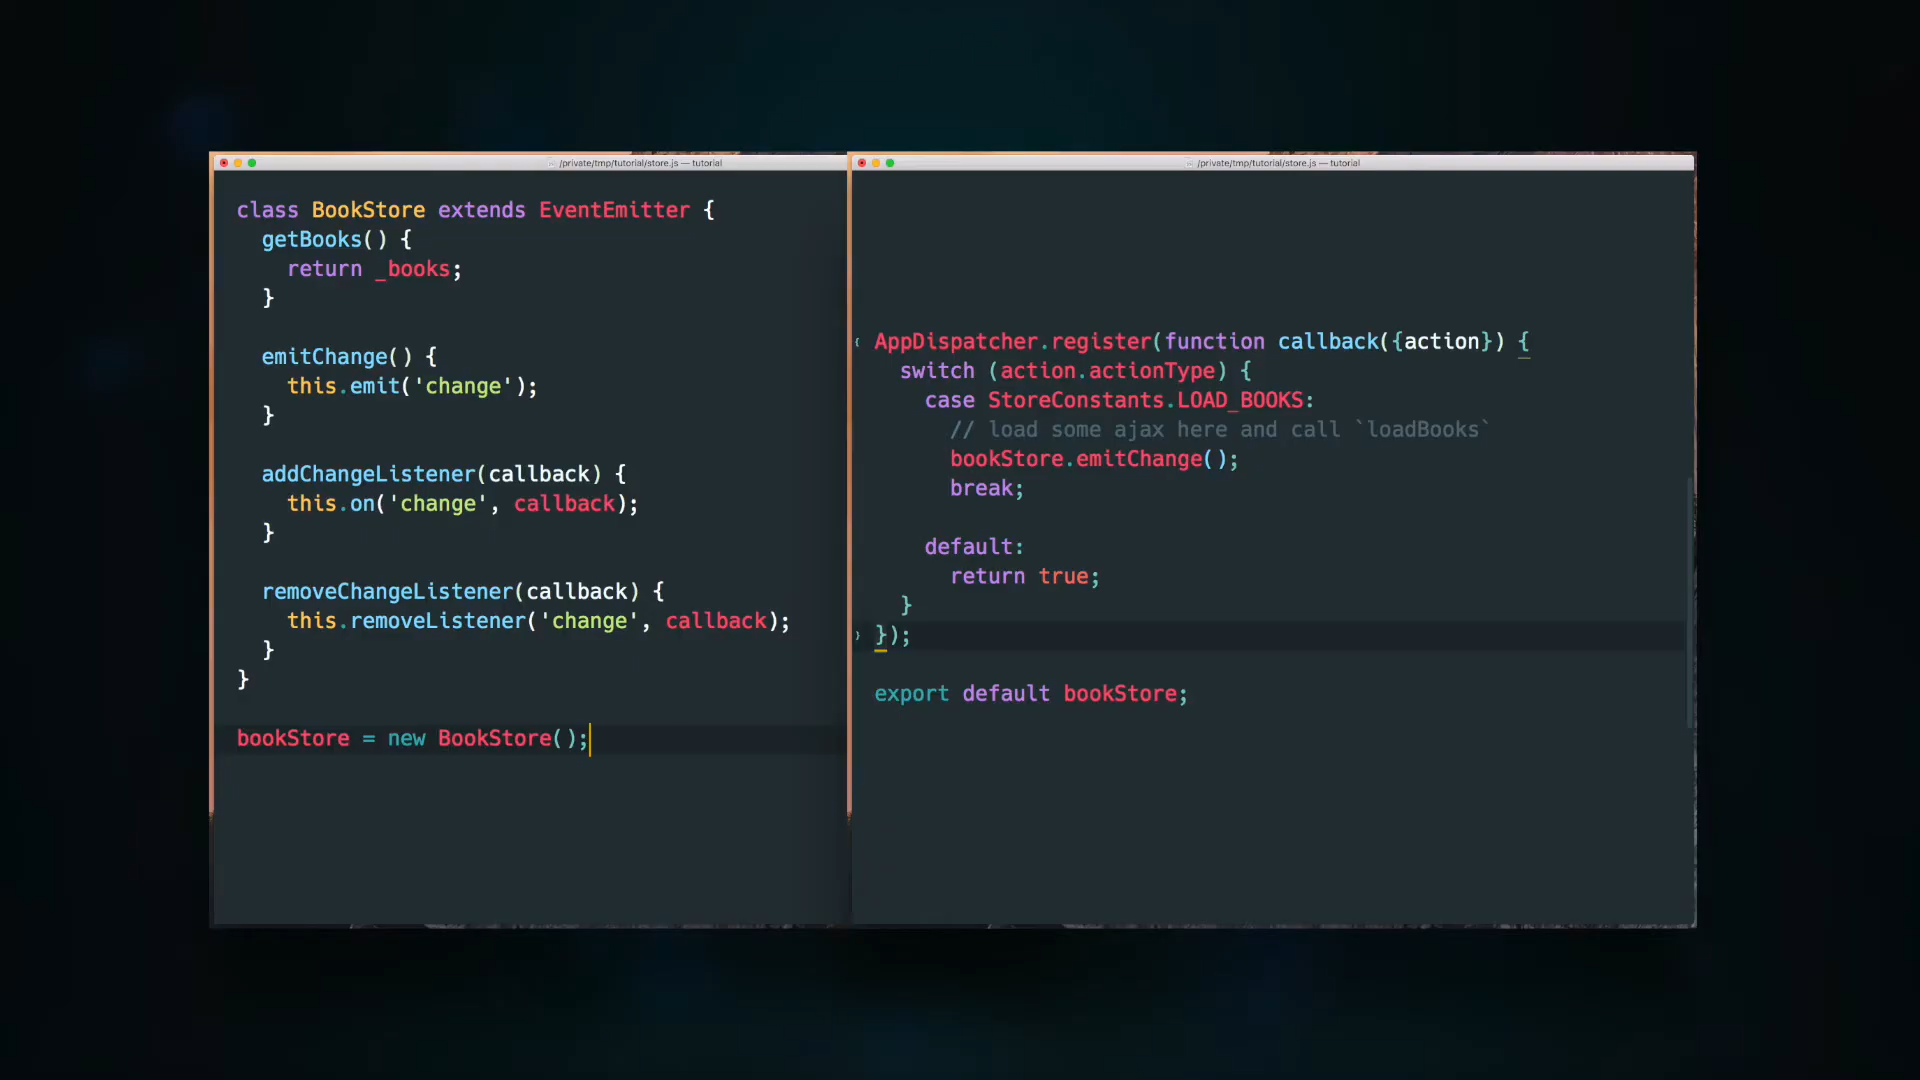 /private/tmp/tutorial/store.js — tutorial
class BookStore extends EventEmitter {
  getBooks() {
    return _books;
  }

  emitChange() {
    this.emit('change');
  }

  addChangeListener(callback) {
    this.on('change', callback);
  }

  removeChangeListener(callback) {
    this.removeListener('change', callback);
  }
}

bookStore = new BookStore();
/private/tmp/tutorial/store.js — tutorial
AppDispatcher.register(function callback({action}) {
  switch (action.actionType) {
    case StoreConstants.LOAD_BOOKS:
      // load some ajax here and call `loadBooks`
      bookStore.emitChange();
      break;

    default:
      return true;
  }
});

export default bookStore;